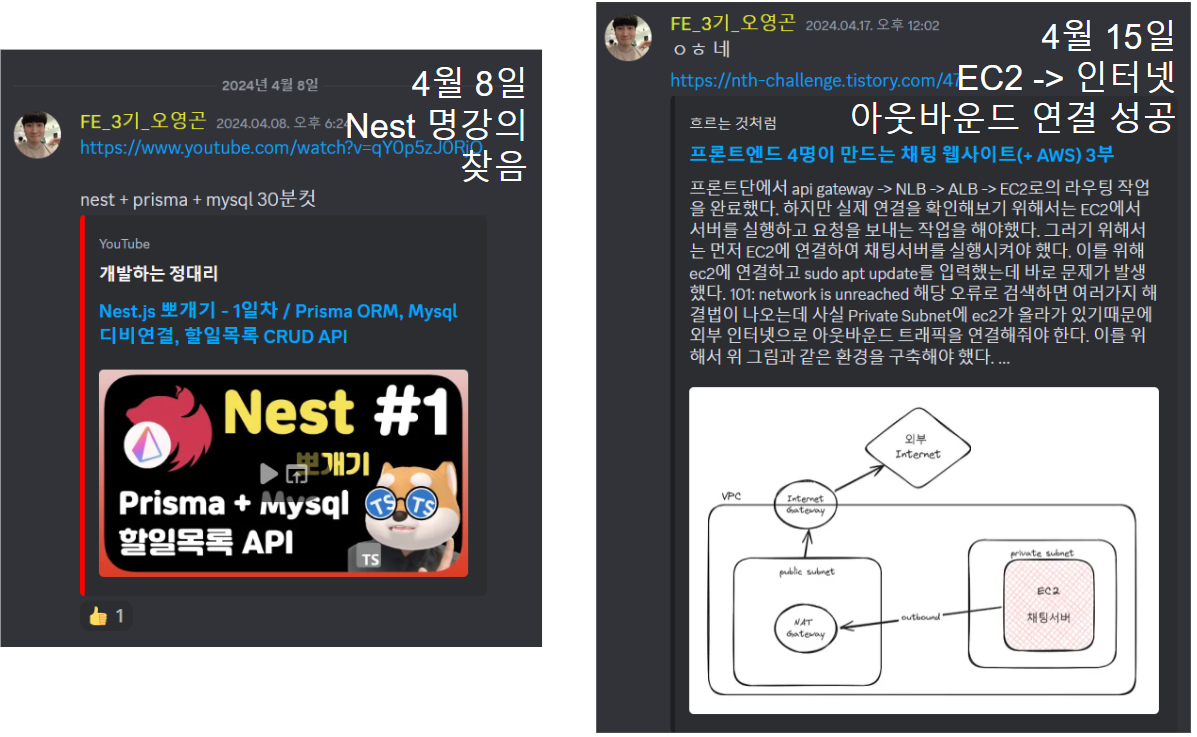 2024년 4월 8일
4월 8일
Nest 명강의
찾음
FE_3기_오영곤 2024.04.08. 오후 6:24
https://www.youtube.com/watch?v=qY0p5zJ0RiQ
nest + prisma + mysql 30분컷
YouTube
개발하는 정대리
Nest.js 뽀개기 - 1일차 / Prisma ORM, Mysql
디비연결, 할일목록 CRUD API
Nest #1
뽀개기
Prisma + Mysql
할일목록 API
TS TS
TS
👍 1
FE_3기_오영곤 2024.04.17. 오후 12:02
ㅇㅎ 네
https://nth-challenge.tistory.com/47
4월 15일
EC2 -> 인터넷
아웃바운드 연결 성공
흐르는 것처럼
프론트엔드 4명이 만드는 채팅 웹사이트(+ AWS) 3부
프론트단에서 api gateway -> NLB -> ALB -> EC2로의 라우팅 작업
을 완료했다. 하지만 실제 연결을 확인해보기 위해서는 EC2에서
서버를 실행하고 요청을 보내는 작업을 해야했다. 그러기 위해서
는 먼저 EC2에 연결하여 채팅서버를 실행시켜야 했다. 이를 위해
ec2에 연결하고 sudo apt update를 입력했는데 바로 문제가 발생
했다. 101: network is unreached 해당 오류로 검색하면 여러가지 해
결법이 나오는데 사실 Private Subnet에 ec2가 올라가 있기때문에
외부 인터넷으로 아웃바운드 트래픽을 연결해줘야 한다. 이를 위
해서 위 그림과 같은 환경을 구축해야 했다. ...
외부
Internet
VPC
Internet
Gateway
public subnet
private subnet
EC2
채팅서버
outbound
NAT
Gateway